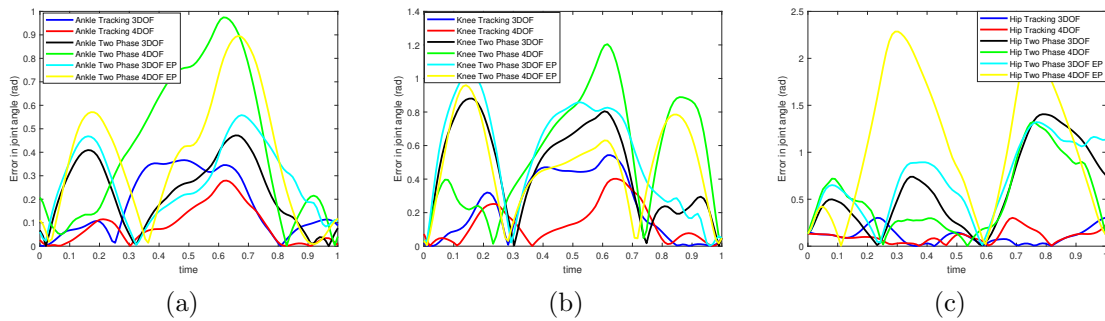 Ankle Tracking 3DOF
Ankle Tracking 4DOF
Ankle Two Phase 3DOF
Ankle Two Phase 4DOF
Ankle Two Phase 3DOF EP
Ankle Two Phase 4DOF EP
Error in joint angle (rad)
1
0.9
0.8
0.7
0.6
0.5
0.4
0.3
0.2
0.1
0
0 0.1 0.2 0.3 0.4 0.5 0.6 0.7 0.8 0.9 1
time
(a)
Knee Tracking 3DOF
Knee Tracking 4DOF
Knee Two Phase 3DOF
Knee Two Phase 4DOF
Knee Two Phase 3DOF EP
Knee Two Phase 4DOF EP
Error in joint angle (rad)
1.4
1.2
1
0.8
0.6
0.4
0.2
0
0 0.1 0.2 0.3 0.4 0.5 0.6 0.7 0.8 0.9 1
time
(b)
Hip Tracking 3DOF
Hip Tracking 4DOF
Hip Two Phase 3DOF
Hip Two Phase 4DOF
Hip Two Phase 3DOF EP
Hip Two Phase 4DOF EP
Error in joint angle (rad)
2.5
2
1.5
1
0.5
0
0 0.1 0.2 0.3 0.4 0.5 0.6 0.7 0.8 0.9 1
time
(c)